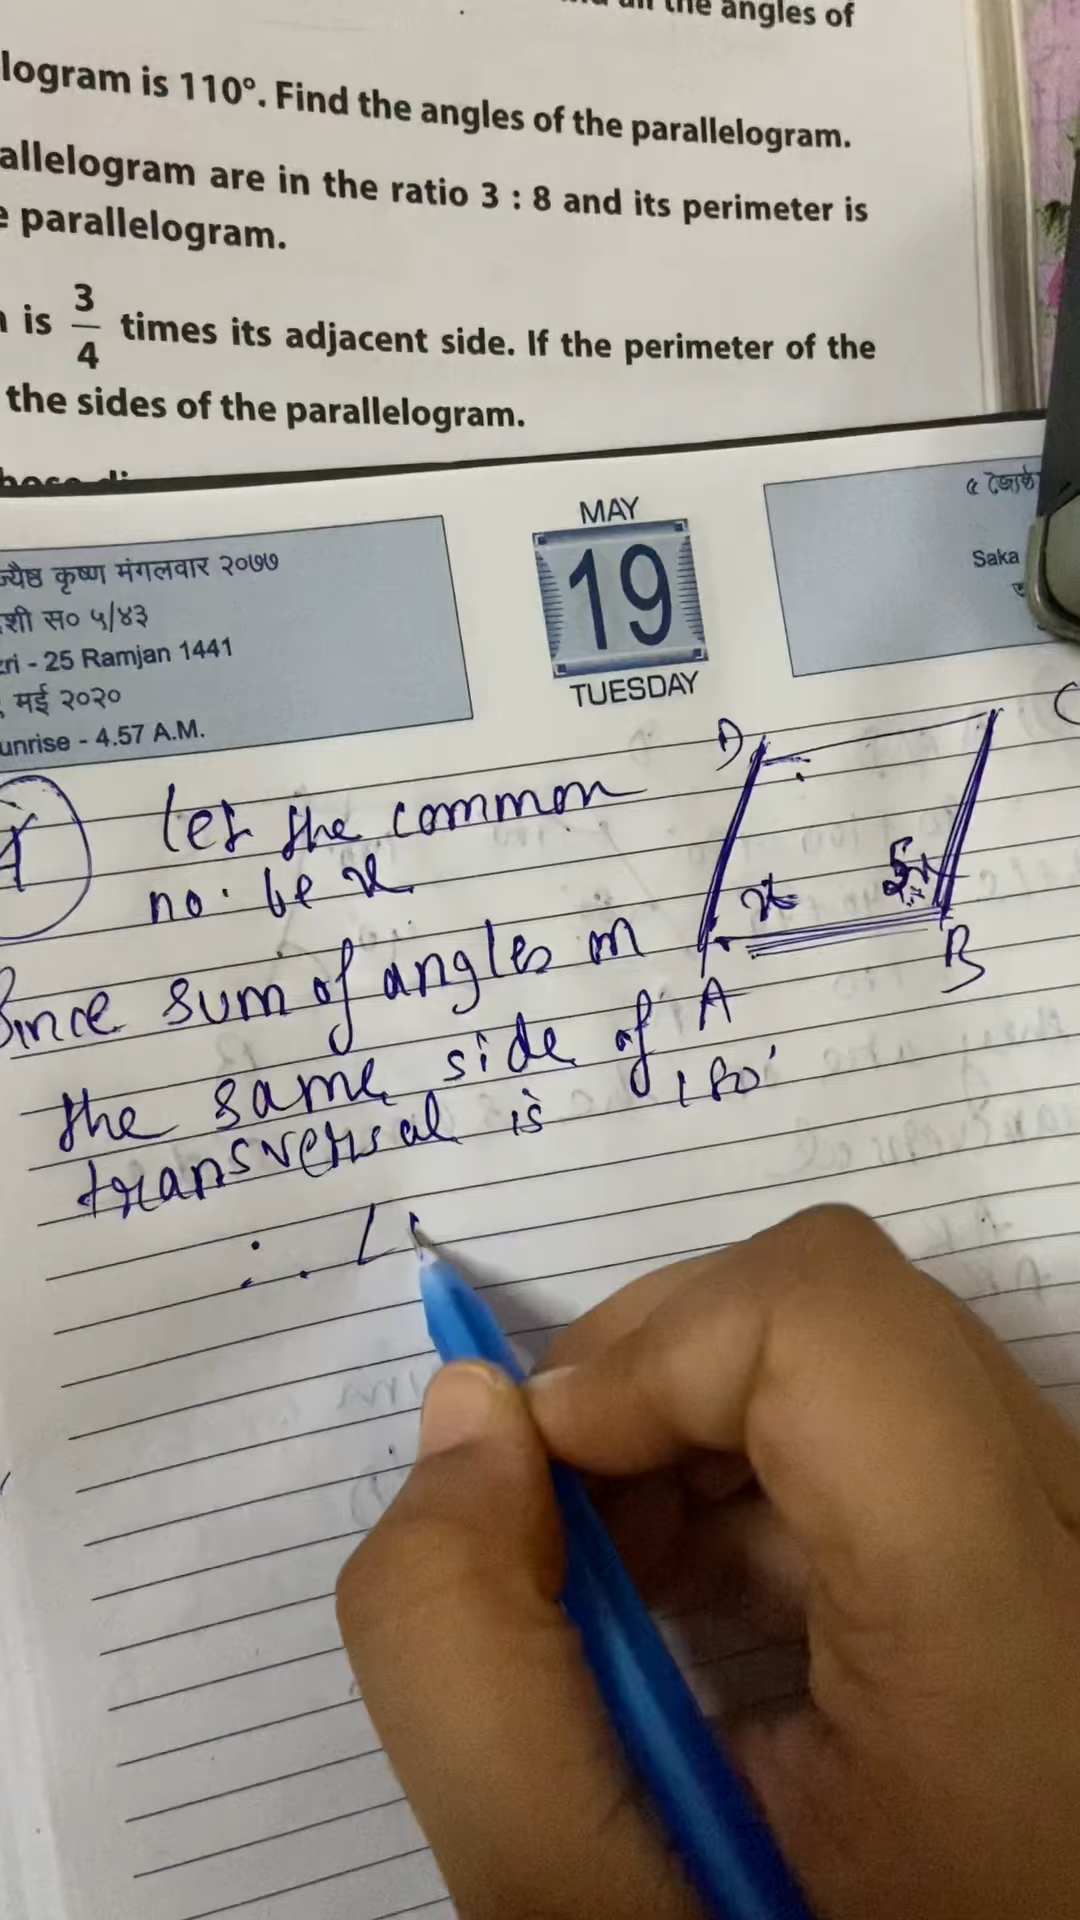 the angles of
logram is 110°. Find the angles of the parallelogram.
allelogram are in the ratio 3 : 8 and its perimeter is
parallelogram.
is 3/4 times its adjacent side. If the perimeter of the
the sides of the parallelogram.
ज्यैष्ठ कृष्ण मंगलवार २०७७
शी स० ५/४३
ri - 25 Ramjan 1441
मई २०२०
unrise - 4.57 A.M.
MAY
19
TUESDAY
Saka
D
C
let the common
no. be x
x
5x
A
B
Since sum of angles on
the same side of
transversal is 180°
∴ ∠